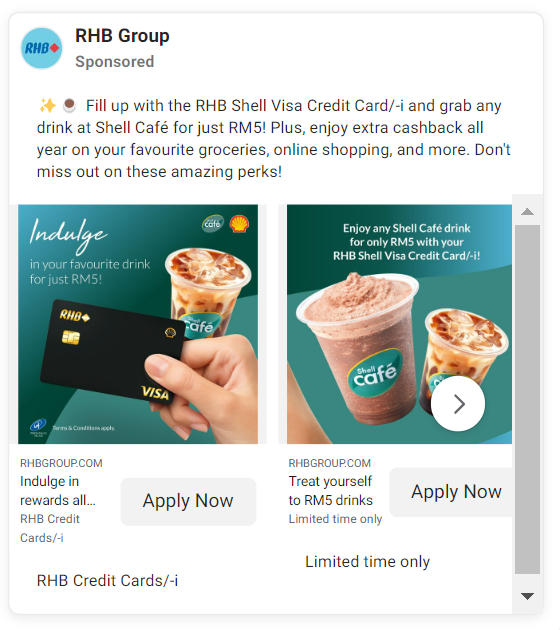 RHB
RHB Group
Sponsored
✨ ☕ Fill up with the RHB Shell Visa Credit Card/-i and grab any
drink at Shell Café for just RM5! Plus, enjoy extra cashback all
year on your favourite groceries, online shopping, and more. Don't
miss out on these amazing perks!
Indulge
café
in your favourite drink
for just RM5!
RHB
café
VISA
Terms & Conditions apply.
Enjoy any Shell Café drink
for only RM5 with your
RHB Shell Visa Credit Card/-i!
Shell
café
RHBGROUP.COM
Indulge in
rewards all...
RHB Credit
Cards/-i
Apply Now
RHB Credit Cards/-i
RHBGROUP.COM
Treat yourself
to RM5 drinks
Limited time only
Apply Now
Limited time only